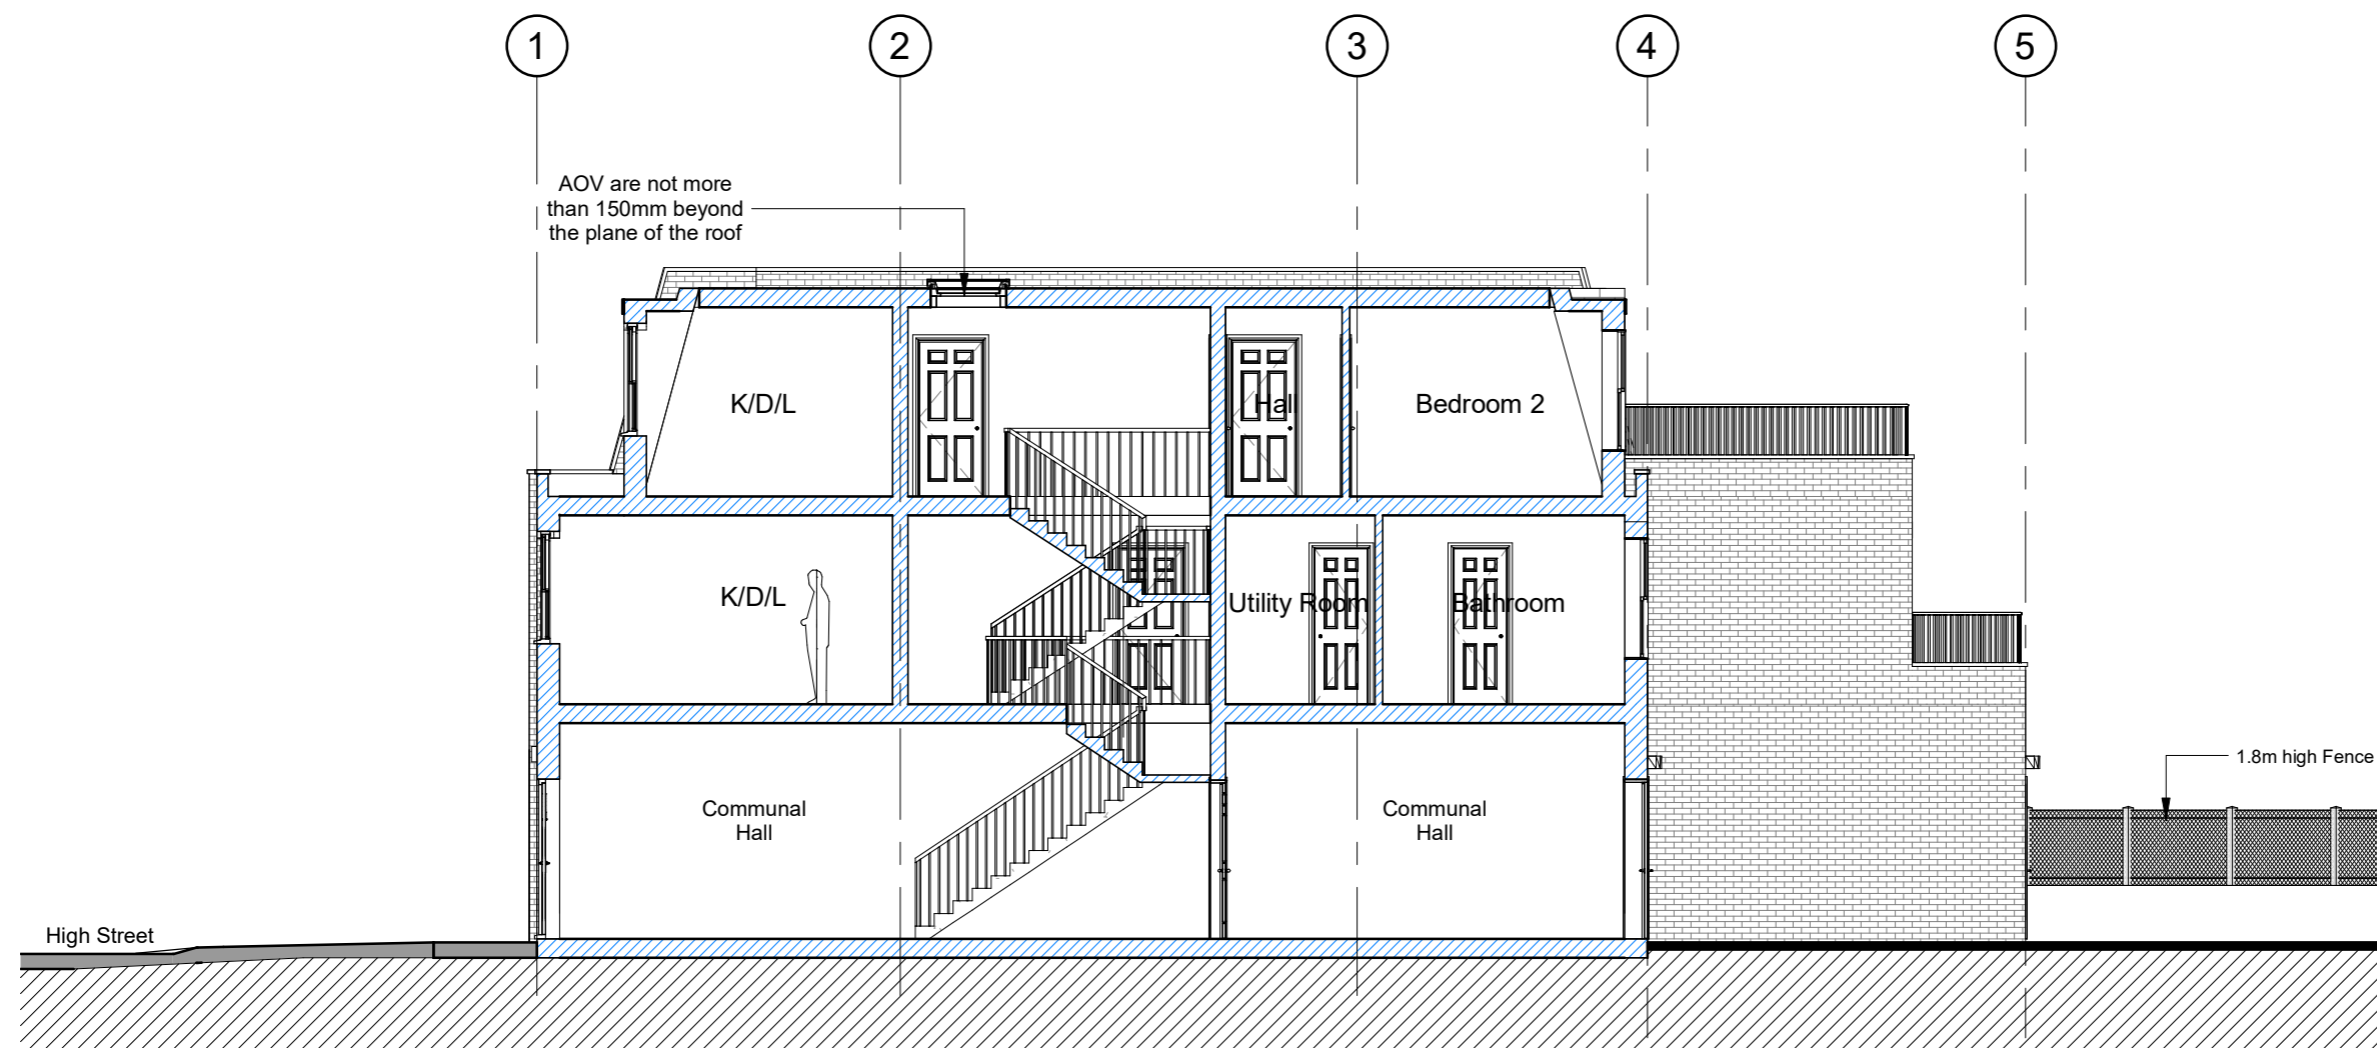 1
2
3
4
5
AOV are not more
than 150mm beyond
the plane of the roof
K/D/L
Hall
Bedroom 2
K/D/L
Utility Room
Bathroom
1.8m high Fence
Communal
Hall
Communal
Hall
High Street